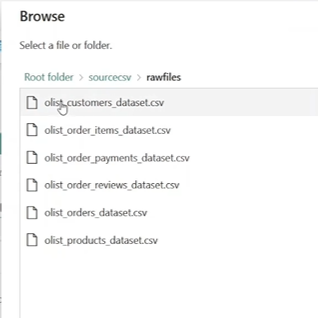 Browse
Select a file or folder.
Root folder > sourcecsv > rawfiles
olist_customers_dataset.csv
olist_order_items_dataset.csv
olist_order_payments_dataset.csv
olist_order_reviews_dataset.csv
olist_orders_dataset.csv
olist_products_dataset.csv